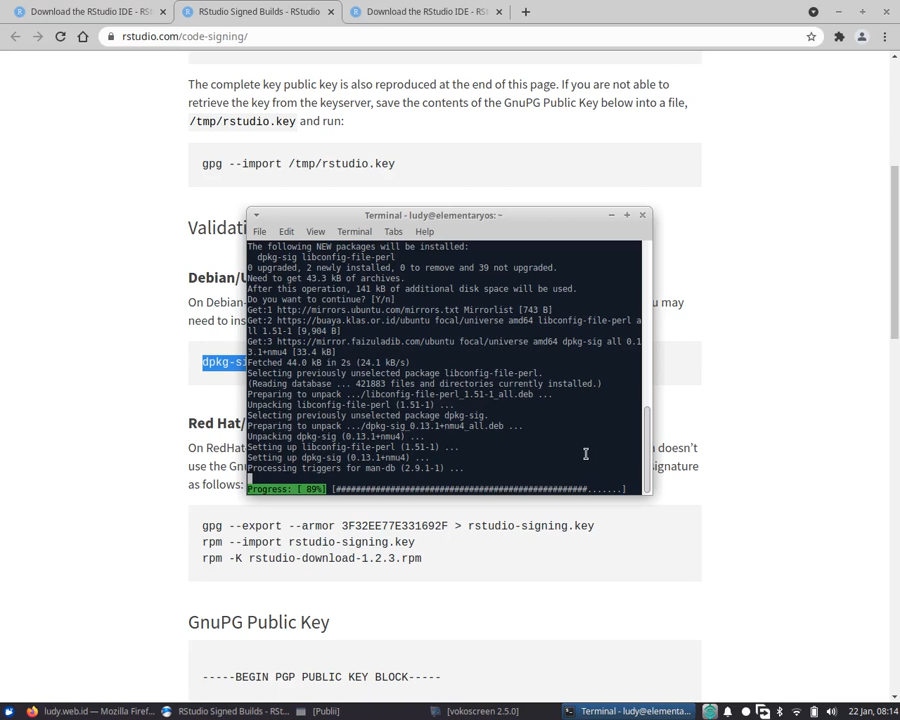 Download the RStudio IDE - RSt
RStudio Signed Builds - RStudio
Download the RStudio IDE - RSt
rstudio.com/code-signing/
The complete key public key is also reproduced at the end of this page. If you are not able to
retrieve the key from the keyserver, save the contents of the GnuPG Public Key below into a file,
/tmp/rstudio.key and run:
gpg --import /tmp/rstudio.key
Validati
Debian/U
On Debian-
u may
need to ins
dpkg-si
Red Hat/
On RedHat
n doesn't
use the Gnu
signature
as follows:
Terminal - ludy@elementaryos: ~
File Edit View Terminal Tabs Help
The following NEW packages will be installed:
dpkg-sig libconfig-file-perl
0 upgraded, 2 newly installed, 0 to remove and 39 not upgraded.
Need to get 43.3 kB of archives.
After this operation, 141 kB of additional disk space will be used.
Do you want to continue? [Y/n]
Get:1 http://mirrors.ubuntu.com/mirrors.txt Mirrorlist [743 B]
Get:2 https://buaya.klas.or.id/ubuntu focal/universe amd64 libconfig-file-perl a
ll 1.51-1 [9,904 B]
Get:3 https://mirror.faizuladib.com/ubuntu focal/universe amd64 dpkg-sig all 0.1
3.1+nmu4 [33.4 kB]
Fetched 44.0 kB in 2s (24.1 kB/s)
Selecting previously unselected package libconfig-file-perl.
(Reading database ... 421883 files and directories currently installed.)
Preparing to unpack .../libconfig-file-perl_1.51-1_all.deb ...
Unpacking libconfig-file-perl (1.51-1) ...
Selecting previously unselected package dpkg-sig.
Preparing to unpack .../dpkg-sig_0.13.1+nmu4_all.deb ...
Unpacking dpkg-sig (0.13.1+nmu4) ...
Setting up libconfig-file-perl (1.51-1) ...
Setting up dpkg-sig (0.13.1+nmu4) ...
Processing triggers for man-db (2.9.1-1) ...
Progress: [ 89%] [##################################################.......]
gpg --export --armor 3F32EE77E331692F > rstudio-signing.key
rpm --import rstudio-signing.key
rpm -K rstudio-download-1.2.3.rpm
GnuPG Public Key
-----BEGIN PGP PUBLIC KEY BLOCK-----
ludy.web.id — Mozilla Firef...
RStudio Signed Builds - RSt...
[Publii]
[vokoscreen 2.5.0]
Terminal - ludy@elementa...
22 Jan, 08:14